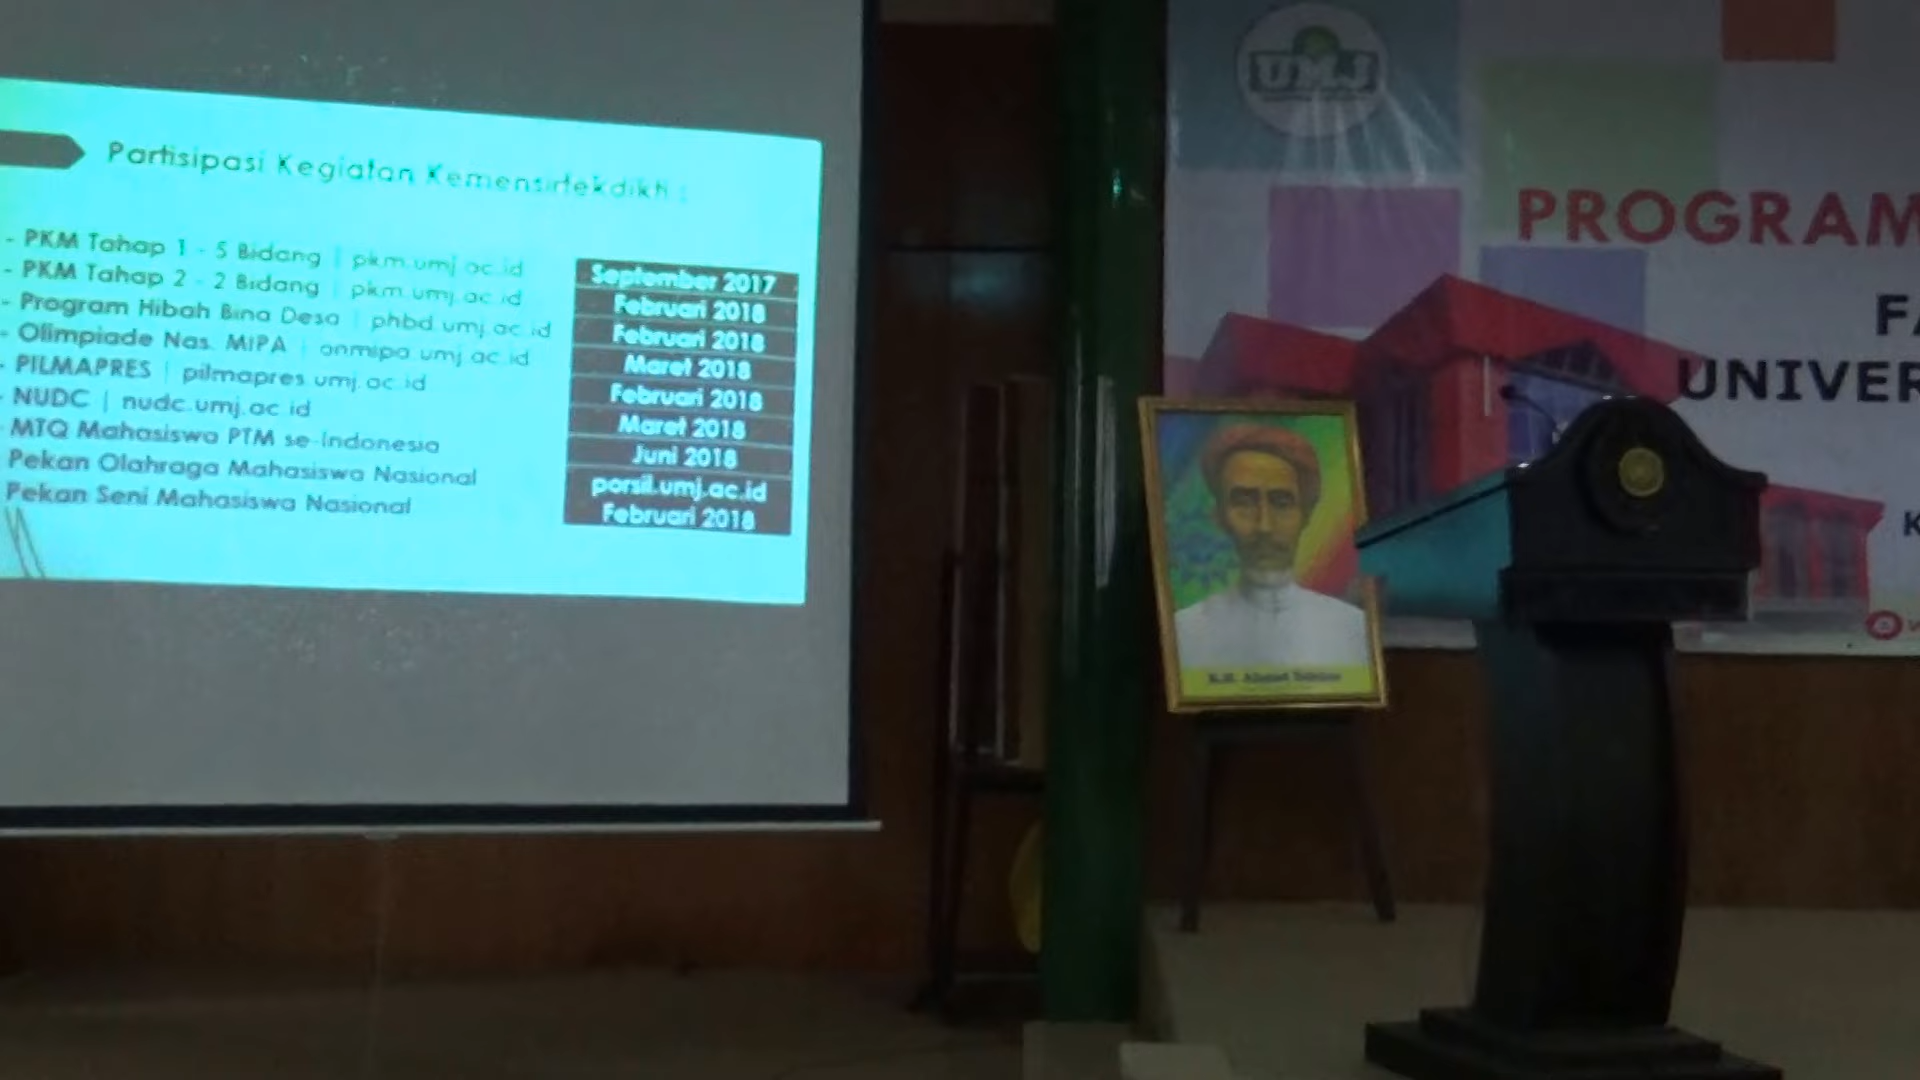 Partisipasi Kegiatan Kemensirtekdikti :
- PKM Tahap 1 - 5 Bidang | pkm.umj.ac.id
- PKM Tahap 2 - 2 Bidang | pkm.umj.ac.id
- Program Hibah Bina Desa | phbd.umj.ac.id
- Olimpiade Nas. MIPA | onmipa.umj.ac.id
- PILMAPRES | pilmapres.umj.ac.id
- NUDC | nudc.umj.ac.id
MTQ Mahasiswa PTM se-Indonesia
Pekan Olahraga Mahasiswa Nasional
Pekan Seni Mahasiswa Nasional
September 2017
Februari 2018
Februari 2018
Maret 2018
Februari 2018
Maret 2018
Juni 2018
porsil.umj.ac.id
Februari 2018
UMJ
PROGRAM
FA
UNIVER
K
K.H. Ahmad Dahlan